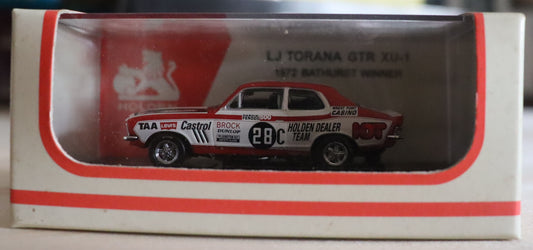 LJ TORANA GTR XU-1
1972 BATHURST WINNER
HOLDEN
TAA
Castrol
BROCK
DUNLOP
28C
HOLDEN DEALER
TEAM
CASINO
HDT